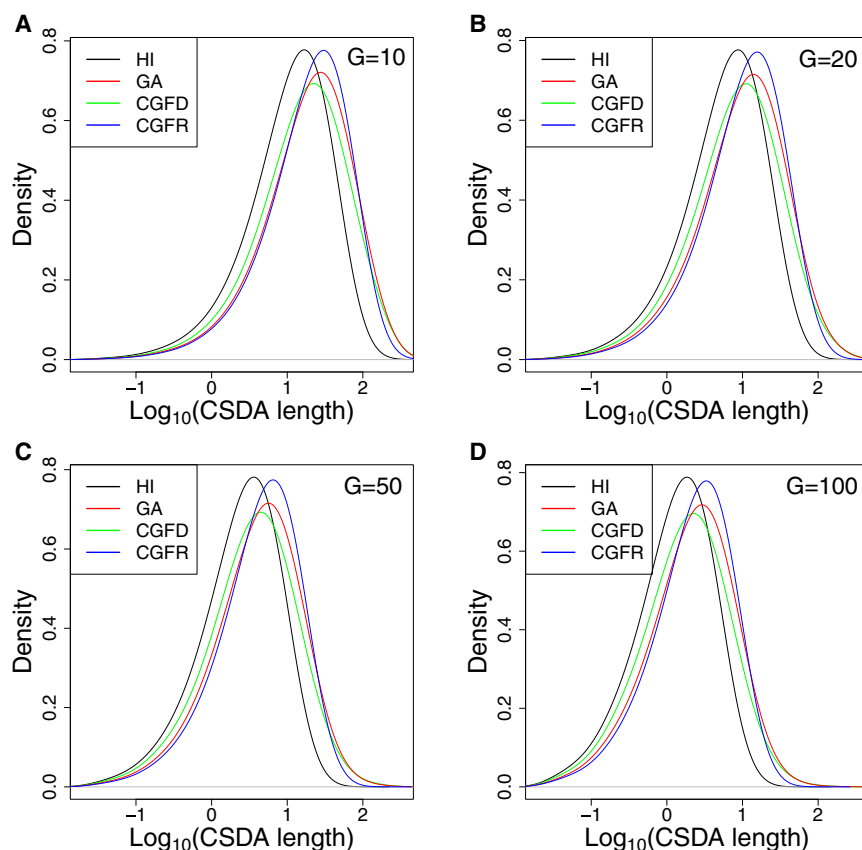 A
G=10
HI
GA
CGFD
CGFR
0.8
0.6
0.4
0.2
0.0
Density
−1 0 1 2
Log10(CSDA length)
B
G=20
HI
GA
CGFD
CGFR
0.8
0.6
0.4
0.2
0.0
Density
−1 0 1 2
Log10(CSDA length)
C
G=50
HI
GA
CGFD
CGFR
0.8
0.6
0.4
0.2
0.0
Density
−1 0 1 2
Log10(CSDA length)
D
G=100
HI
GA
CGFD
CGFR
0.8
0.6
0.4
0.2
0.0
Density
−1 0 1 2
Log10(CSDA length)